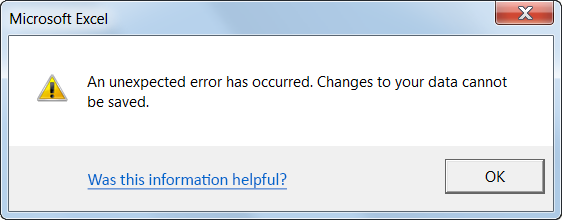 Microsoft Excel
An unexpected error has occurred. Changes to your data cannot
be saved.
Was this information helpful?
OK